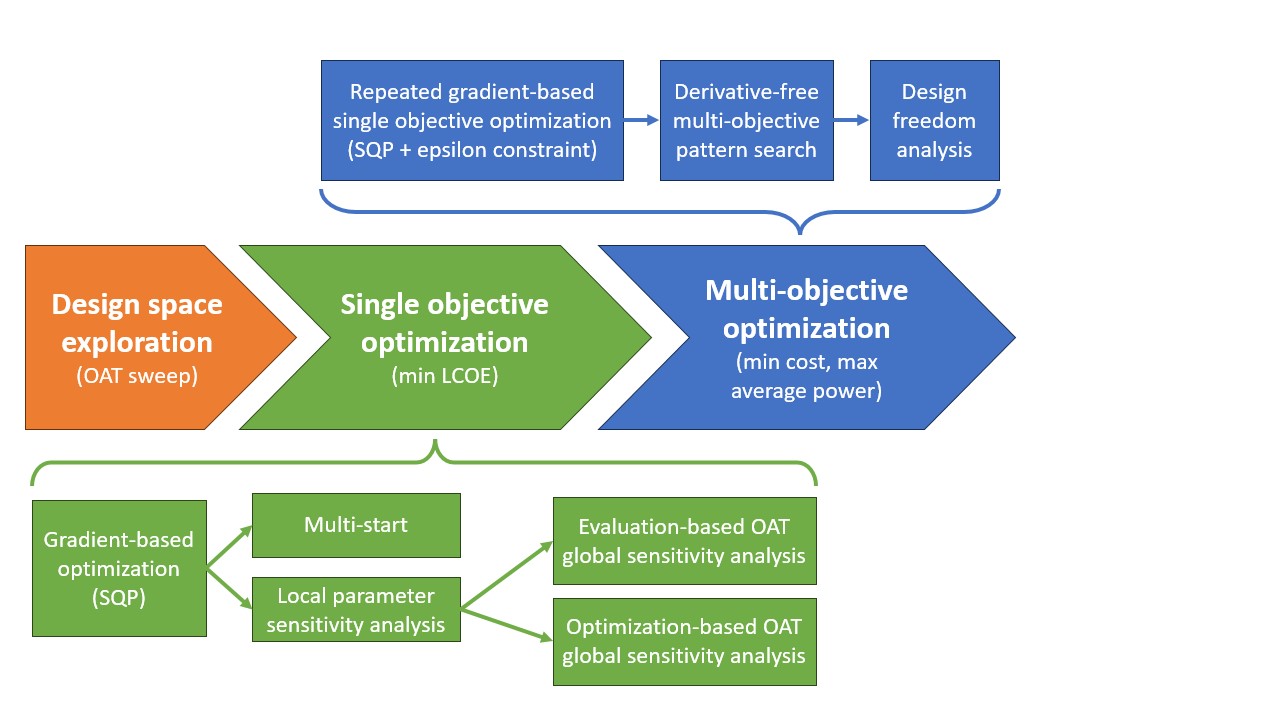 Repeated gradient-based
single objective optimization
(SQP + epsilon constraint)
Derivative-free
multi-objective
pattern search
Design
freedom
analysis
Design space
exploration
(OAT sweep)
Single objective
optimization
(min LCOE)
Multi-objective
optimization
(min cost, max
average power)
Gradient-based
optimization
(SQP)
Multi-start
Local parameter
sensitivity analysis
Evaluation-based OAT
global sensitivity analysis
Optimization-based OAT
global sensitivity analysis